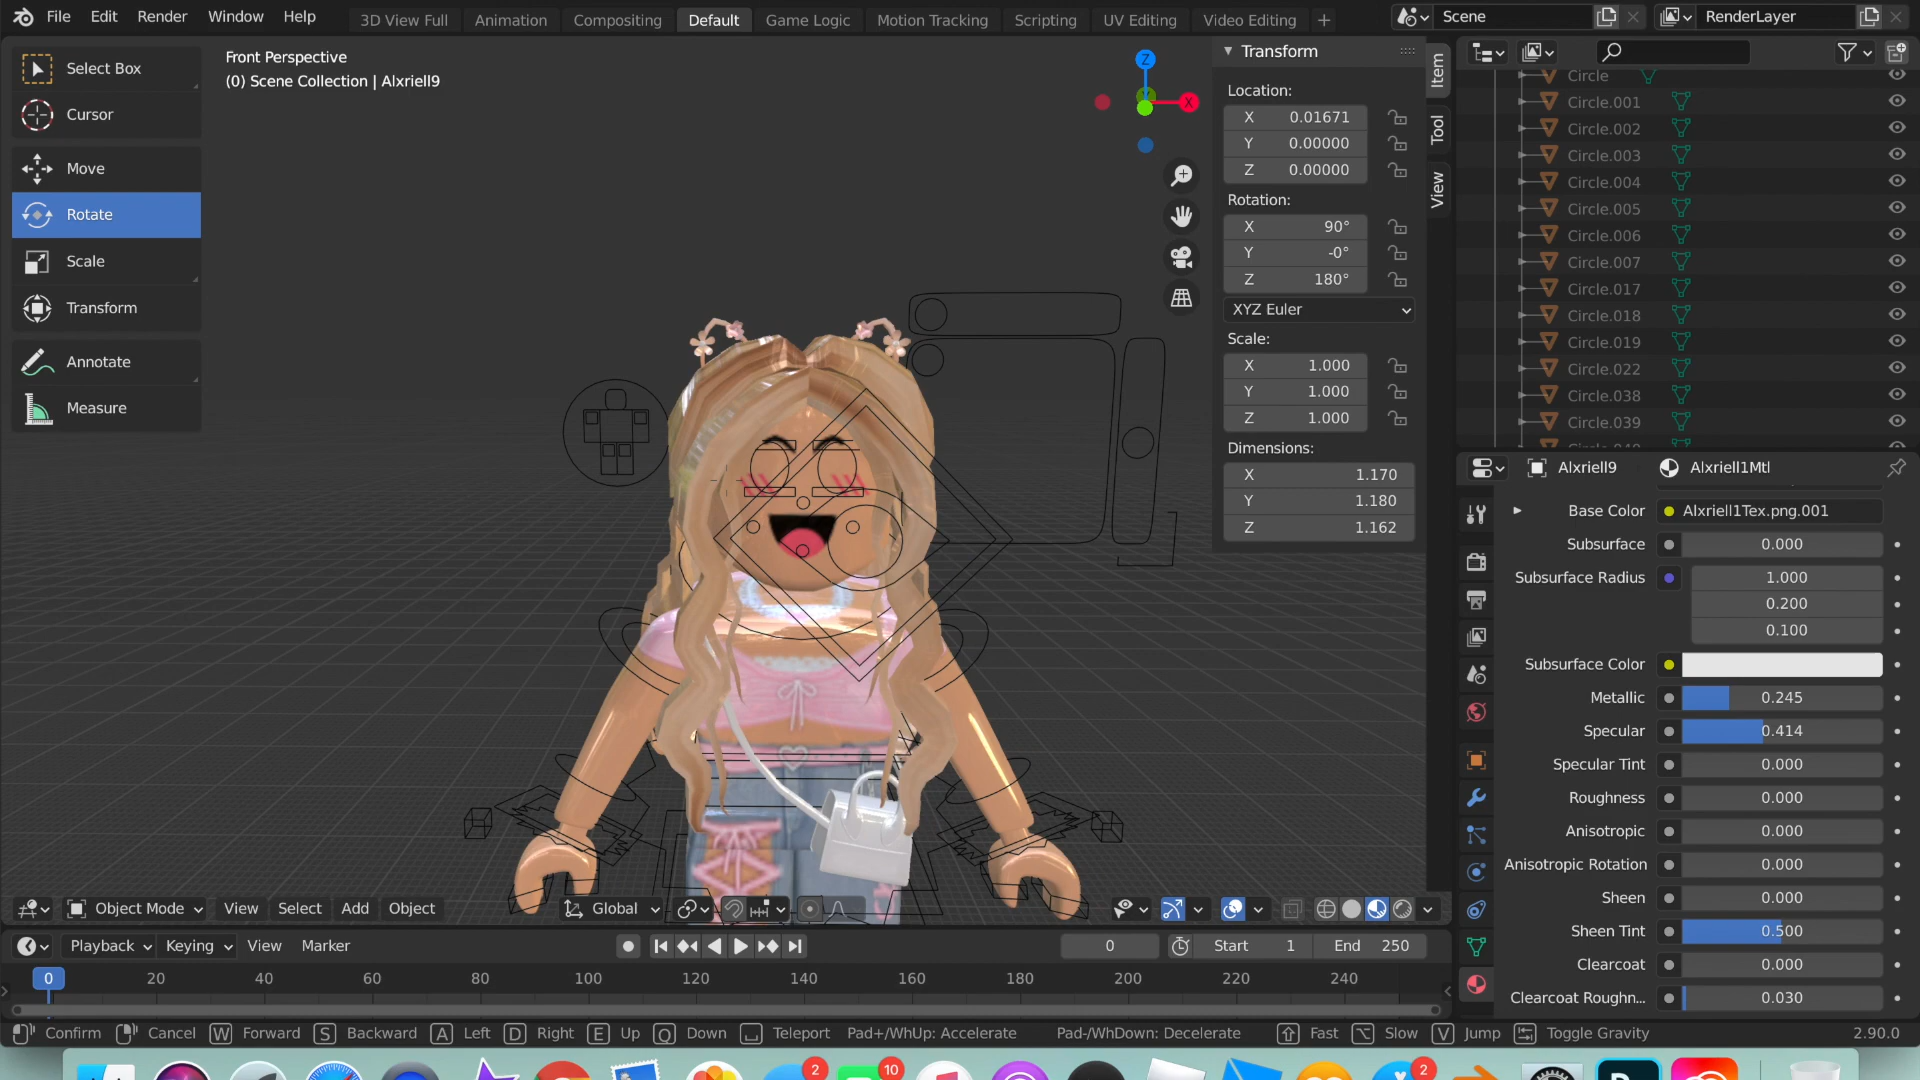 File Edit Render Window Help 3D View Full Animation Compositing Default Game Logic Motion Tracking Scripting UV Editing Video Editing + Scene RenderLayer
Select Box
Cursor
Move
Rotate
Scale
Transform
Annotate
Measure
Front Perspective
(0) Scene Collection | Alxriell9
Z
X
Transform
Location:
X 0.01671
Y 0.00000
Z 0.00000
Rotation:
X 90°
Y -0°
Z 180°
XYZ Euler
Scale:
X 1.000
Y 1.000
Z 1.000
Dimensions:
X 1.170
Y 1.180
Z 1.162
Item
Tool
View
Circle
Circle.001
Circle.002
Circle.003
Circle.004
Circle.005
Circle.006
Circle.007
Circle.017
Circle.018
Circle.019
Circle.022
Circle.038
Circle.039
Alxriell9 Alxriell1Mtl
Base Color Alxriell1Tex.png.001
Subsurface 0.000
Subsurface Radius 1.000
0.200
0.100
Subsurface Color
Metallic 0.245
Specular 0.414
Specular Tint 0.000
Roughness 0.000
Anisotropic 0.000
Anisotropic Rotation 0.000
Sheen 0.000
Sheen Tint 0.500
Clearcoat 0.000
Clearcoat Roughn... 0.030
Object Mode View Select Add Object Global
Playback Keying View Marker 0 Start 1 End 250
0 20 40 60 80 100 120 140 160 180 200 220 240
Confirm Cancel W Forward S Backward A Left D Right E Up Q Down Teleport Pad+/WhUp: Accelerate Pad-/WhDown: Decelerate Fast Slow V Jump Toggle Gravity 2.90.0
2 10 2